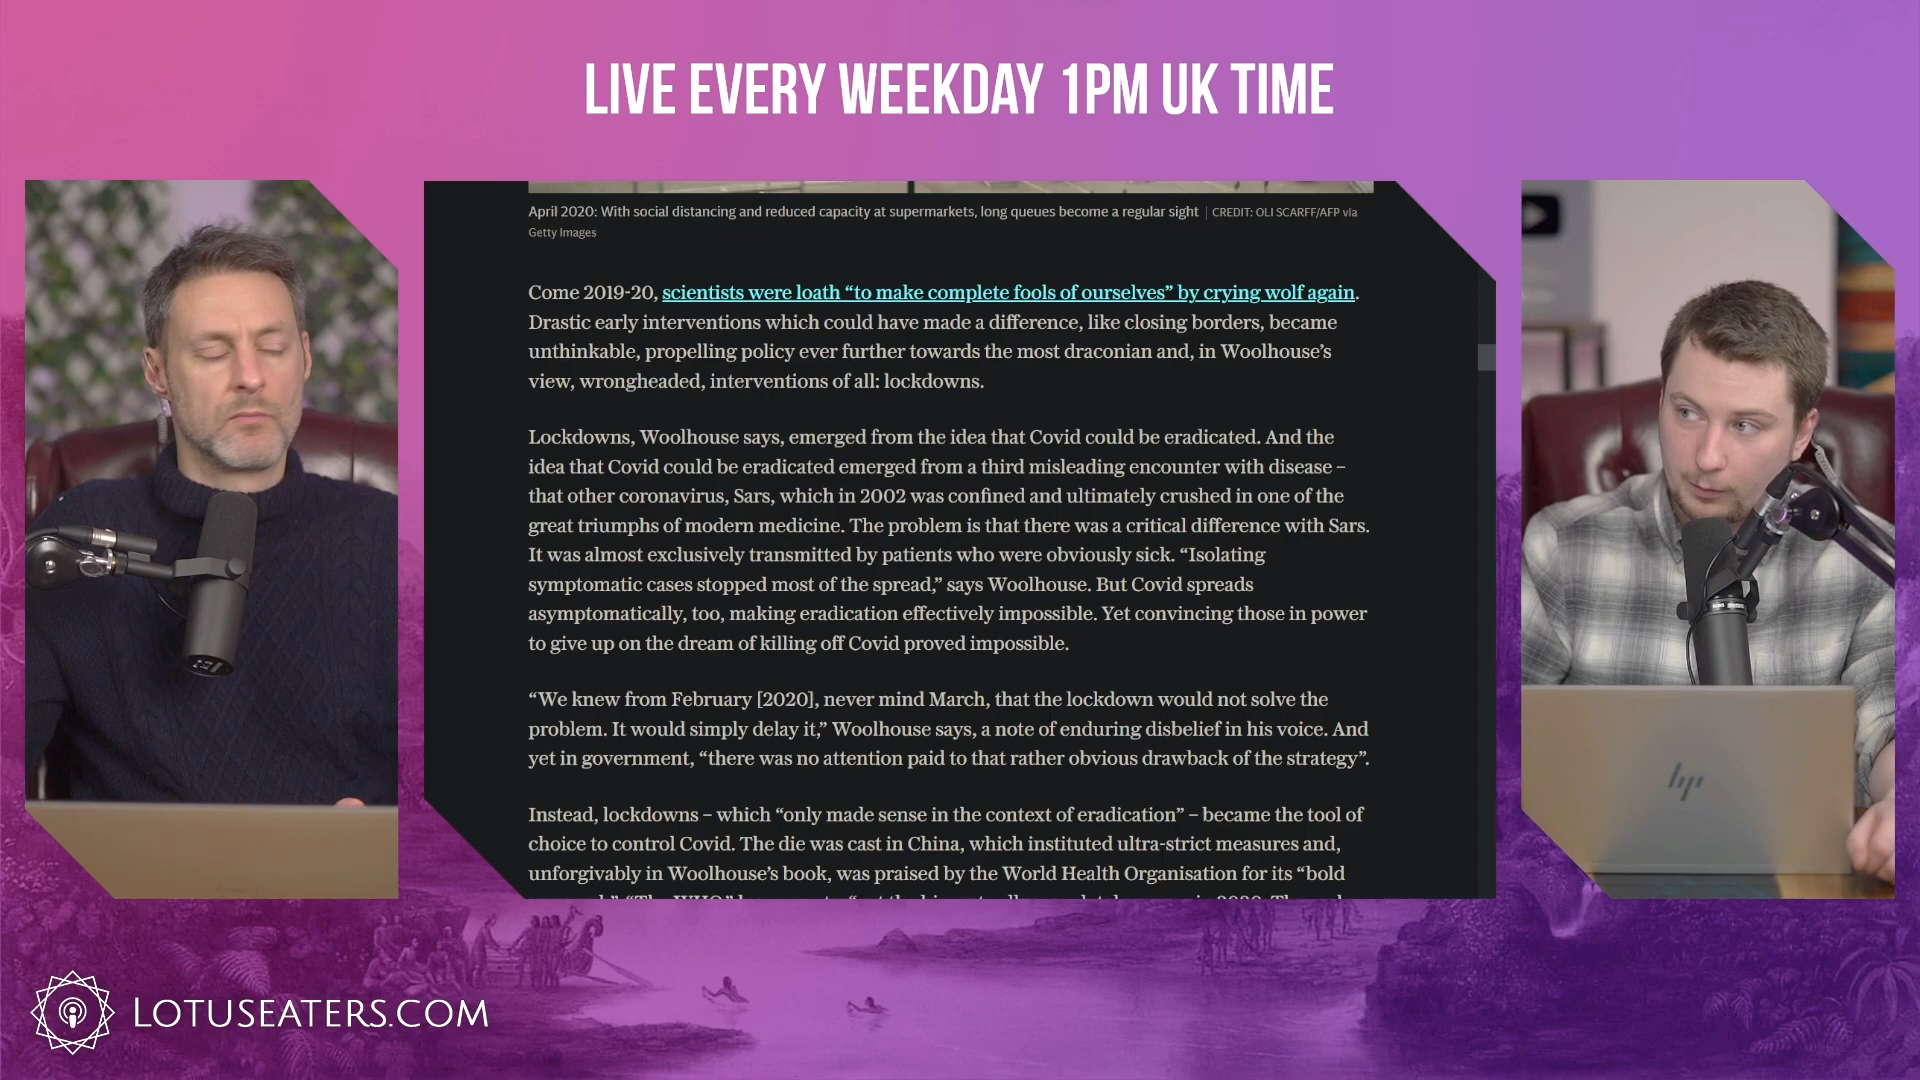 LIVE EVERY WEEKDAY 1PM UK TIME
April 2020: With social distancing and reduced capacity at supermarkets, long queues become a regular sight | CREDIT: OLI SCARFF/AFP via
Getty Images
Come 2019-20, scientists were loath “to make complete fools of ourselves” by crying wolf again.
Drastic early interventions which could have made a difference, like closing borders, became
unthinkable, propelling policy ever further towards the most draconian and, in Woolhouse’s
view, wrongheaded, interventions of all: lockdowns.
Lockdowns, Woolhouse says, emerged from the idea that Covid could be eradicated. And the
idea that Covid could be eradicated emerged from a third misleading encounter with disease –
that other coronavirus, Sars, which in 2002 was confined and ultimately crushed in one of the
great triumphs of modern medicine. The problem is that there was a critical difference with Sars.
It was almost exclusively transmitted by patients who were obviously sick. “Isolating
symptomatic cases stopped most of the spread,” says Woolhouse. But Covid spreads
asymptomatically, too, making eradication effectively impossible. Yet convincing those in power
to give up on the dream of killing off Covid proved impossible.
“We knew from February [2020], never mind March, that the lockdown would not solve the
problem. It would simply delay it,” Woolhouse says, a note of enduring disbelief in his voice. And
yet in government, “there was no attention paid to that rather obvious drawback of the strategy”.
Instead, lockdowns – which “only made sense in the context of eradication” – became the tool of
choice to control Covid. The die was cast in China, which instituted ultra-strict measures and,
unforgivably in Woolhouse’s book, was praised by the World Health Organisation for its “bold
hp
LOTUSEATERS.COM